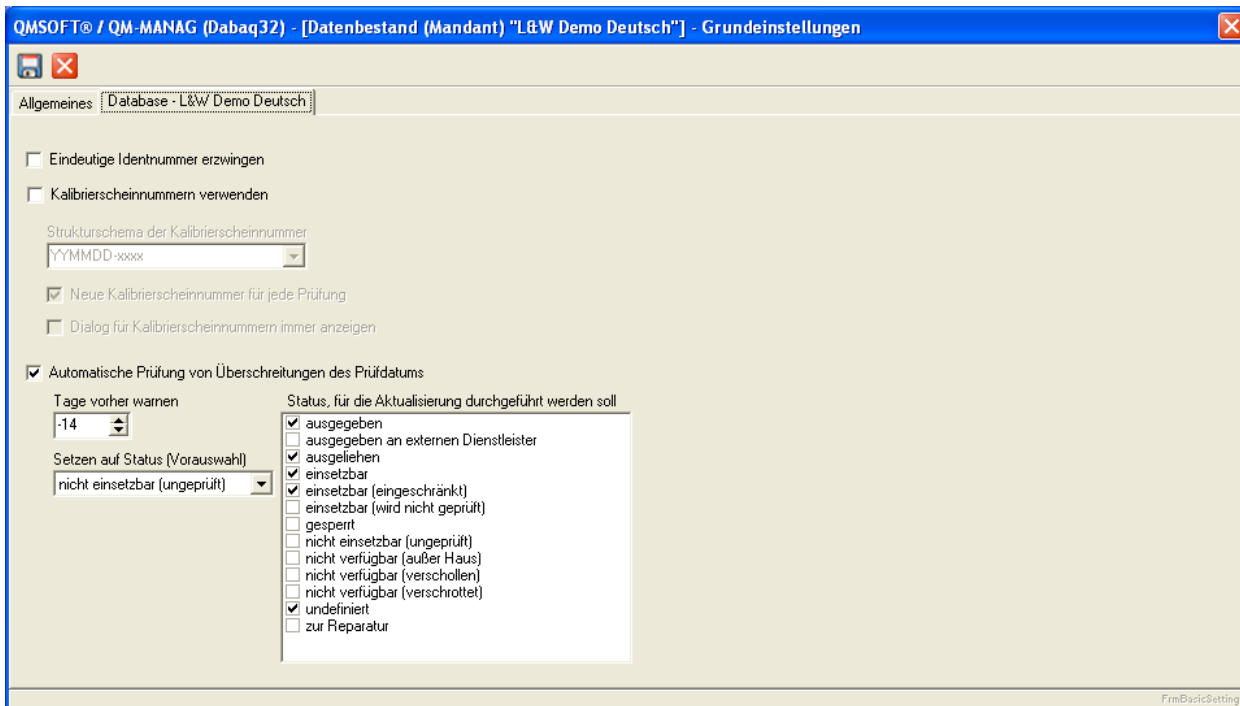 QMSOFT® / QM-MANAG (Dabaq32) - [Datenbestand (Mandant) "L&W Demo Deutsch"] - Grundeinstellungen
Allgemeines
Database - L&W Demo Deutsch
Eindeutige Identnummer erzwingen
Kalibrierscheinnummern verwenden
Strukturschema der Kalibrierscheinnummer
YYMMDD-xxxx
Neue Kalibrierscheinnummer für jede Prüfung
Dialog für Kalibrierscheinnummern immer anzeigen
Automatische Prüfung von Überschreitungen des Prüfdatums
Tage vorher warnen
-14
Setzen auf Status (Vorauswahl)
nicht einsetzbar (ungeprüft)
Status, für die Aktualisierung durchgeführt werden soll
ausgegeben
ausgegeben an externen Dienstleister
ausgeliehen
einsetzbar
einsetzbar (eingeschränkt)
einsetzbar (wird nicht geprüft)
gesperrt
nicht einsetzbar (ungeprüft)
nicht verfügbar (außer Haus)
nicht verfügbar (verschollen)
nicht verfügbar (verschrottet)
undefiniert
zur Reparatur
FrmBasicSetting